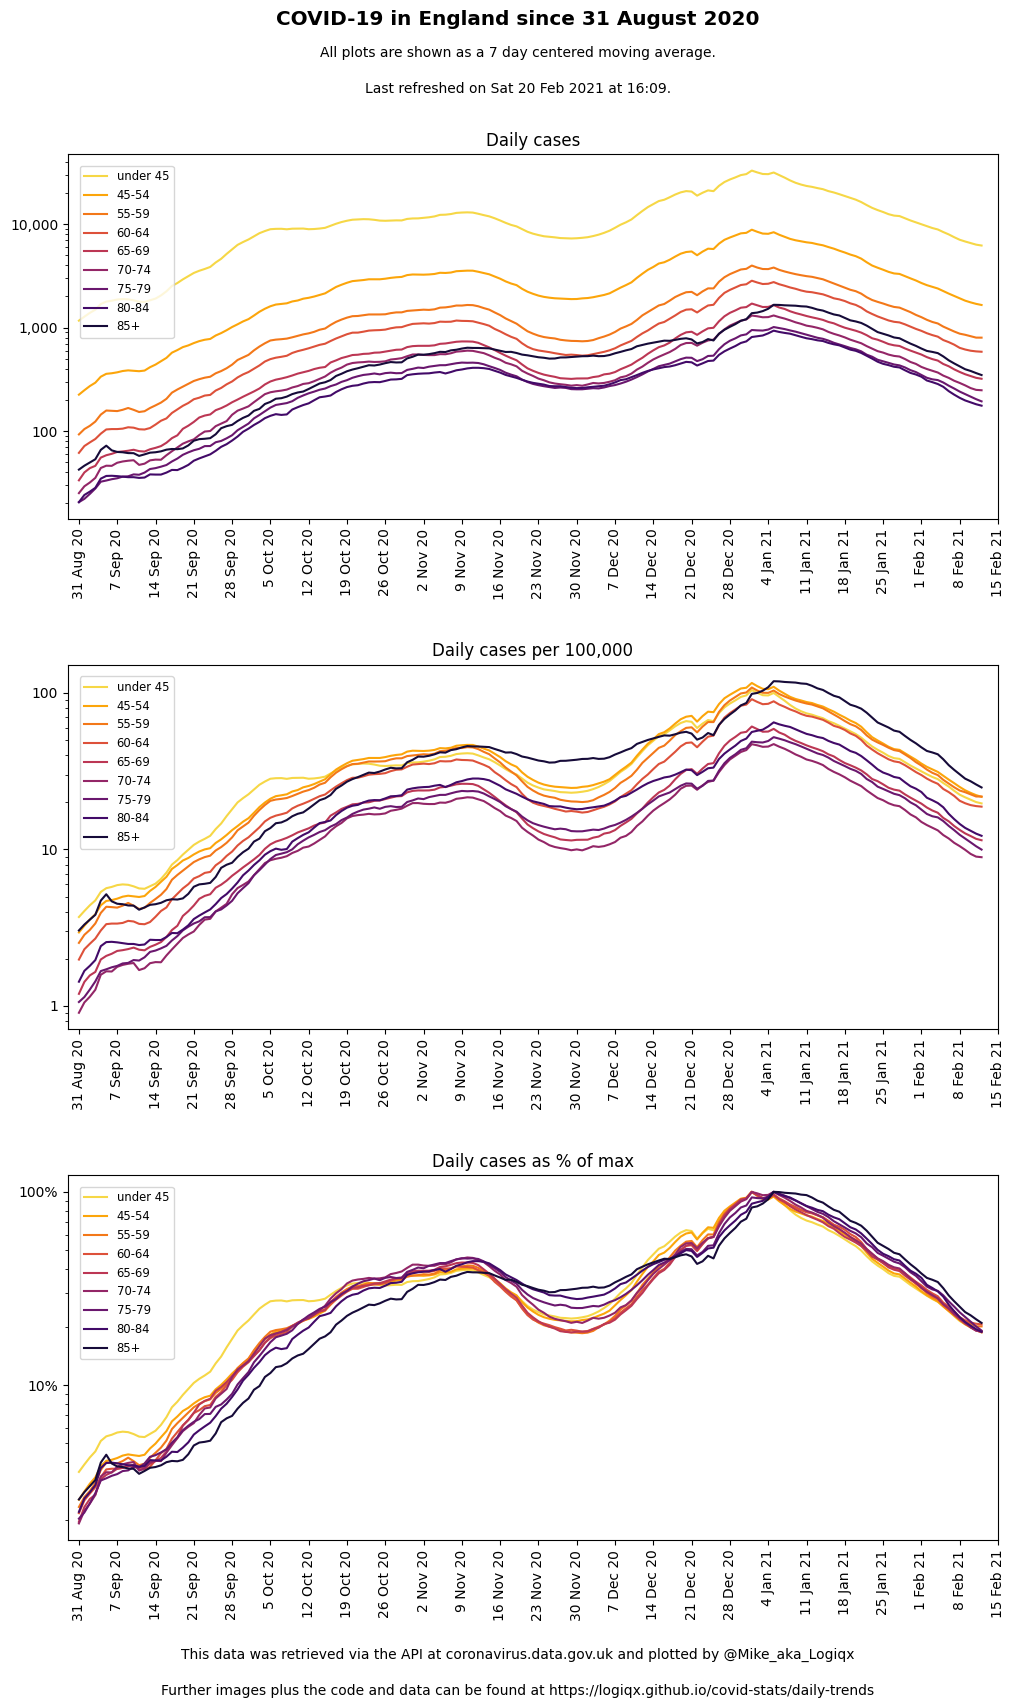 COVID-19 in England since 31 August 2020
All plots are shown as a 7 day centered moving average.
Last refreshed on Sat 20 Feb 2021 at 16:09.
Daily cases
under 45
45-54
55-59
60-64
65-69
70-74
75-79
80-84
85+
10,000
1,000
100
31 Aug 20
7 Sep 20
14 Sep 20
21 Sep 20
28 Sep 20
5 Oct 20
12 Oct 20
19 Oct 20
26 Oct 20
2 Nov 20
9 Nov 20
16 Nov 20
23 Nov 20
30 Nov 20
7 Dec 20
14 Dec 20
21 Dec 20
28 Dec 20
4 Jan 21
11 Jan 21
18 Jan 21
25 Jan 21
1 Feb 21
8 Feb 21
15 Feb 21
Daily cases per 100,000
under 45
45-54
55-59
60-64
65-69
70-74
75-79
80-84
85+
100
10
1
31 Aug 20
7 Sep 20
14 Sep 20
21 Sep 20
28 Sep 20
5 Oct 20
12 Oct 20
19 Oct 20
26 Oct 20
2 Nov 20
9 Nov 20
16 Nov 20
23 Nov 20
30 Nov 20
7 Dec 20
14 Dec 20
21 Dec 20
28 Dec 20
4 Jan 21
11 Jan 21
18 Jan 21
25 Jan 21
1 Feb 21
8 Feb 21
15 Feb 21
Daily cases as % of max
under 45
45-54
55-59
60-64
65-69
70-74
75-79
80-84
85+
100%
10%
31 Aug 20
7 Sep 20
14 Sep 20
21 Sep 20
28 Sep 20
5 Oct 20
12 Oct 20
19 Oct 20
26 Oct 20
2 Nov 20
9 Nov 20
16 Nov 20
23 Nov 20
30 Nov 20
7 Dec 20
14 Dec 20
21 Dec 20
28 Dec 20
4 Jan 21
11 Jan 21
18 Jan 21
25 Jan 21
1 Feb 21
8 Feb 21
15 Feb 21
This data was retrieved via the API at coronavirus.data.gov.uk and plotted by @Mike_aka_Logiqx
Further images plus the code and data can be found at https://logiqx.github.io/covid-stats/daily-trends